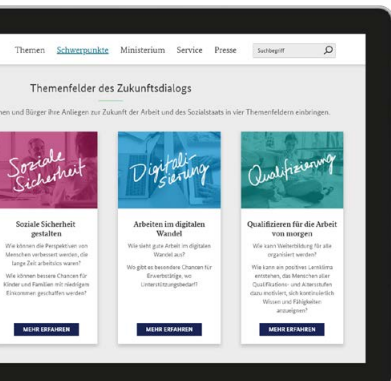 Themen Schwerpunkte Ministerium Service Presse Suchbegriff
Themenfelder des Zukunftsdialogs
en und Bürger ihre Anliegen zur Zukunft der Arbeit und des Sozialstaats in vier Themenfeldern einbringen.
Soziale
Sicherheit
Digitali-
sierung
Qualifizierung
Soziale Sicherheit
gestalten
Wie können die Perspektiven von
Menschen verbessert werden, die
lange Zeit arbeitslos waren?
Wie können bessere Chancen für
Kinder und Familien mit niedrigem
Einkommen geschaffen werden?
MEHR ERFAHREN
Arbeiten im digitalen
Wandel
Wie sieht gute Arbeit im digitalen
Wandel aus?
Wo gibt es besondere Chancen für
Erwerbstätige, wo
Unterstützungsbedarf?
MEHR ERFAHREN
Qualifizieren für die Arbeit
von morgen
Wie kann Weiterbildung für alle
organisiert werden?
Wie kann ein positives Lernklima
entstehen, das Menschen aller
Qualifikations- und Altersstufen
dazu motiviert, sich kontinuierlich
Wissen und Fähigkeiten
anzueignen?
MEHR ERFAHREN